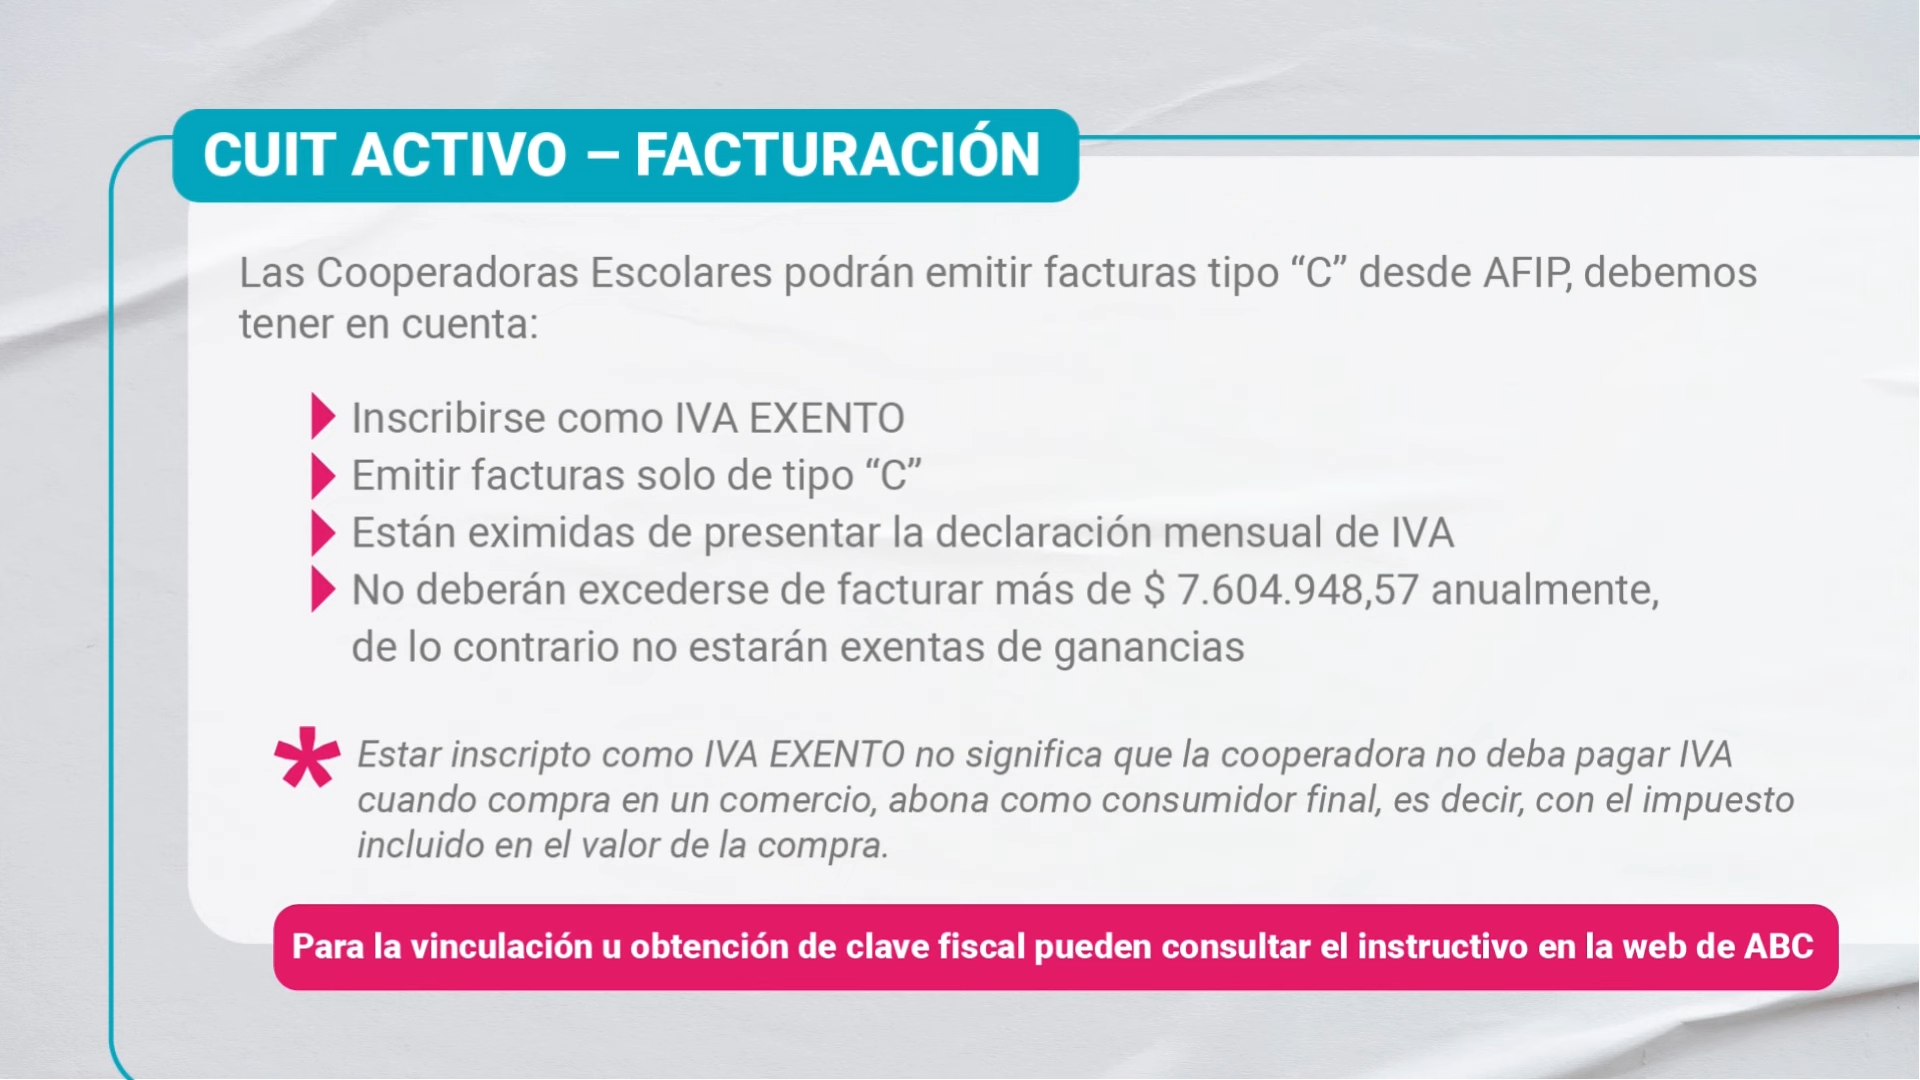 CUIT ACTIVO – FACTURACIÓN
Las Cooperadoras Escolares podrán emitir facturas tipo “C” desde AFIP, debemos
tener en cuenta:
Inscribirse como IVA EXENTO
Emitir facturas solo de tipo “C”
Están eximidas de presentar la declaración mensual de IVA
No deberán excederse de facturar más de $ 7.604.948,57 anualmente,
de lo contrario no estarán exentas de ganancias
* Estar inscripto como IVA EXENTO no significa que la cooperadora no deba pagar IVA
cuando compra en un comercio, abona como consumidor final, es decir, con el impuesto
incluido en el valor de la compra.
Para la vinculación u obtención de clave fiscal pueden consultar el instructivo en la web de ABC